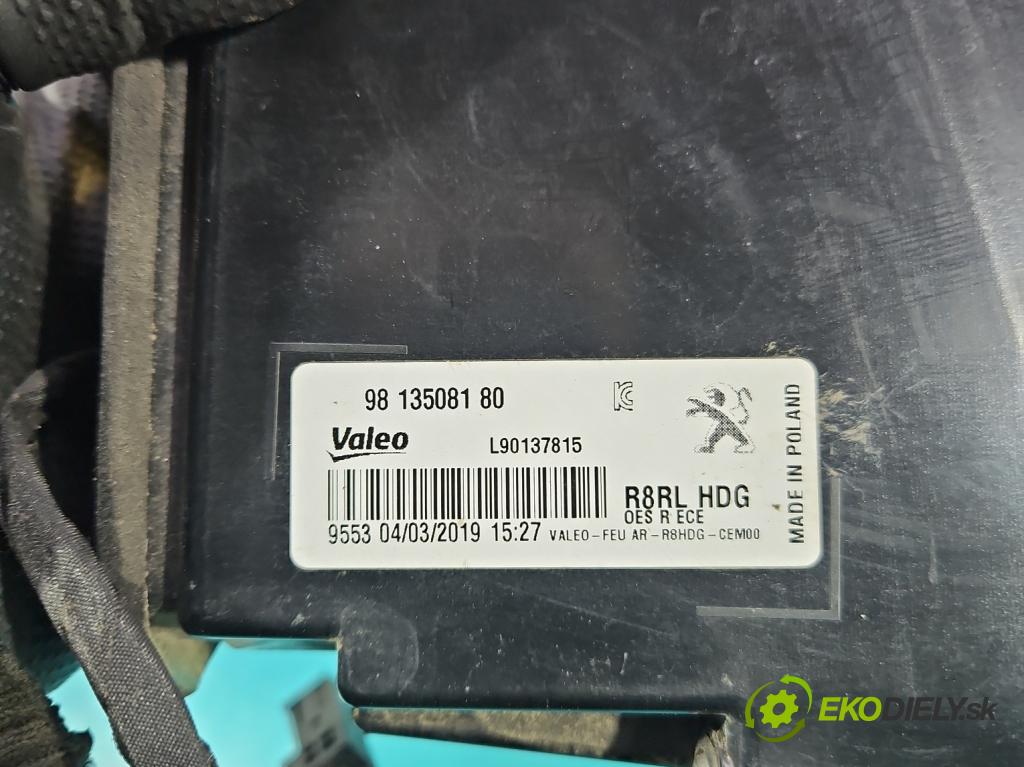 98 135081 80
Valeo
L90137815
R8RL HDG
OES R ECE
9553 04/03/2019 15:27 VALEO-FEU AR-R8HDG-CEM00
MADE IN POLAND
EKODIELY.sk